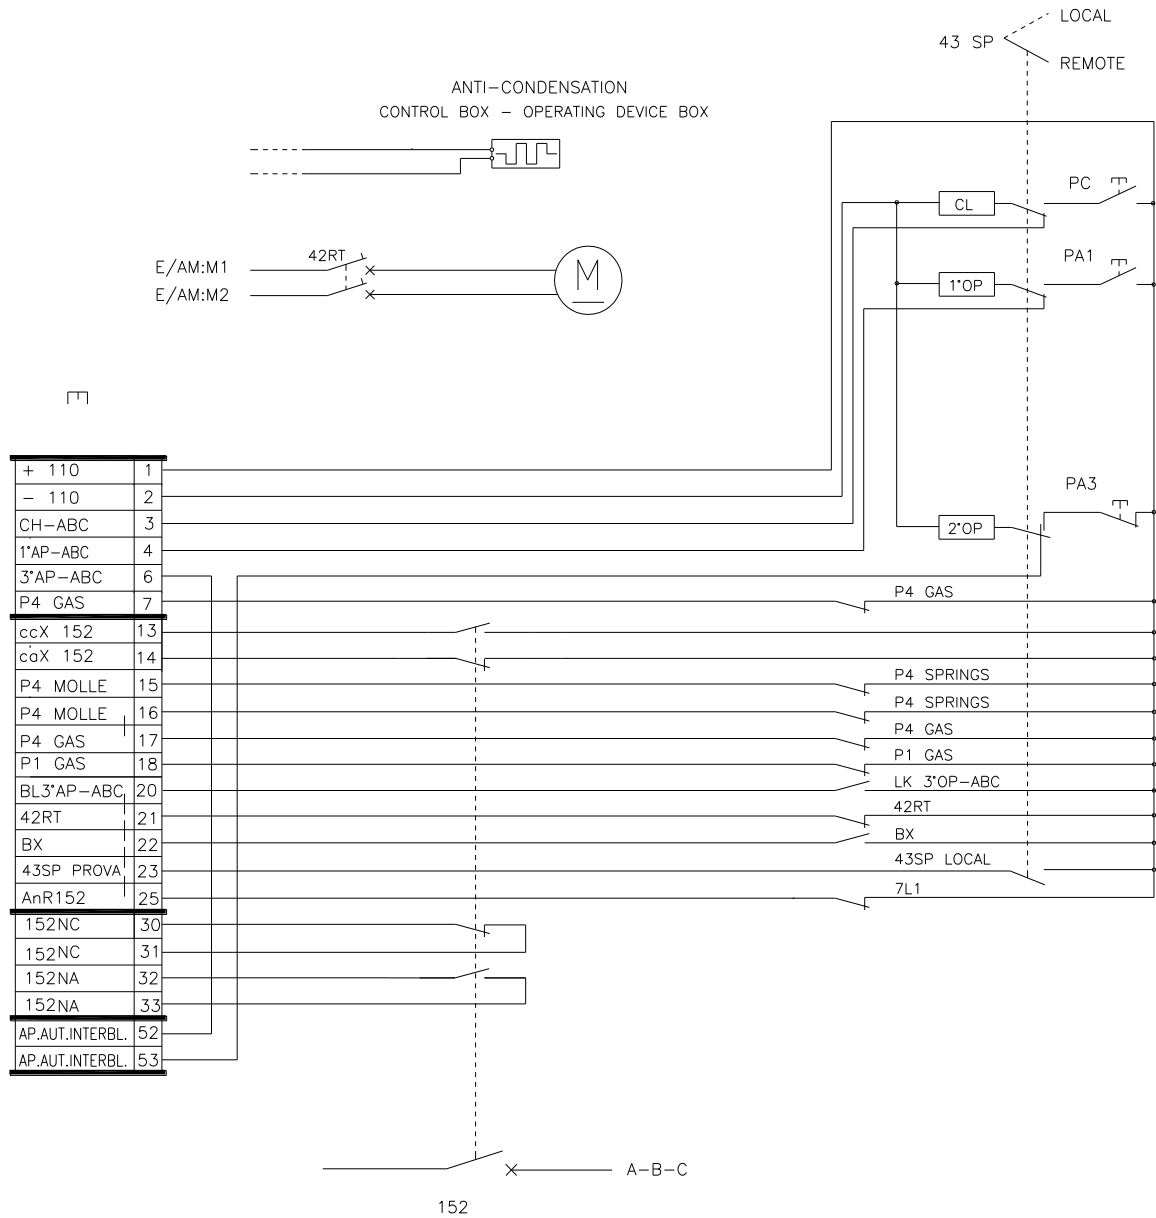 LOCAL
43 SP
REMOTE
ANTI-CONDENSATION
CONTROL BOX - OPERATING DEVICE BOX
PC
CL
42RT
E/AM:M1
E/AM:M2
M
PA1
1°OP
PA3
2°OP
+ 110 1
- 110 2
CH-ABC 3
1°AP-ABC 4
3°AP-ABC 6
P4 GAS 7
P4 GAS
ccX 152 13
caX 152 14
P4 MOLLE 15
P4 SPRINGS
P4 MOLLE 16
P4 SPRINGS
P4 GAS 17
P4 GAS
P1 GAS 18
P1 GAS
BL3°AP-ABC 20
LK 3°OP-ABC
42RT 21
42RT
BX 22
BX
43SP PROVA 23
43SP LOCAL
AnR152 25
7L1
152NC 30
152NC 31
152NA 32
152NA 33
AP.AUT.INTERBL. 52
AP.AUT.INTERBL. 53
A-B-C
152